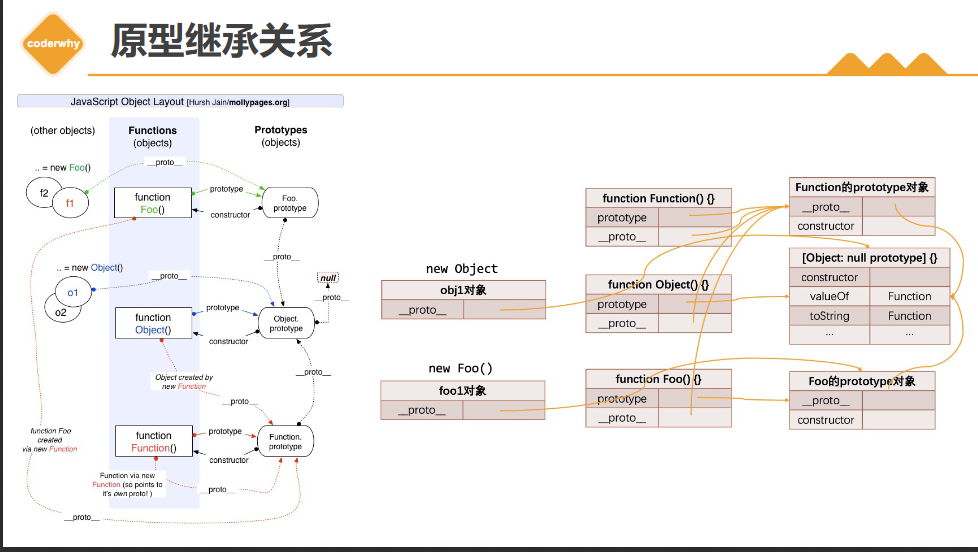 coderwhy
原型继承关系
JavaScript Object Layout [Hursh Jain/mollypages.org]
(other objects)
Functions
(objects)
Prototypes
(objects)
.. = new Foo()
f2
f1
__proto__
function
Foo()
prototype
constructor
Foo.
prototype
__proto__
.. = new Object()
o1
o2
__proto__
null
__proto__
function
Object()
prototype
constructor
Object.
prototype
Object created by
new Function
__proto__
__proto__
function Foo
created
via new Function
function
Function()
prototype
constructor
Function.
prototype
Function via new
Function (so points to
it's own proto! )
__proto__
__proto__
new Object
obj1对象
__proto__
new Foo()
foo1对象
__proto__
function Function() {}
prototype
__proto__
function Object() {}
prototype
__proto__
function Foo() {}
prototype
__proto__
Function的prototype对象
__proto__
constructor
[Object: null prototype] {}
constructor
valueOf Function
toString Function
... ...
Foo的prototype对象
__proto__
constructor